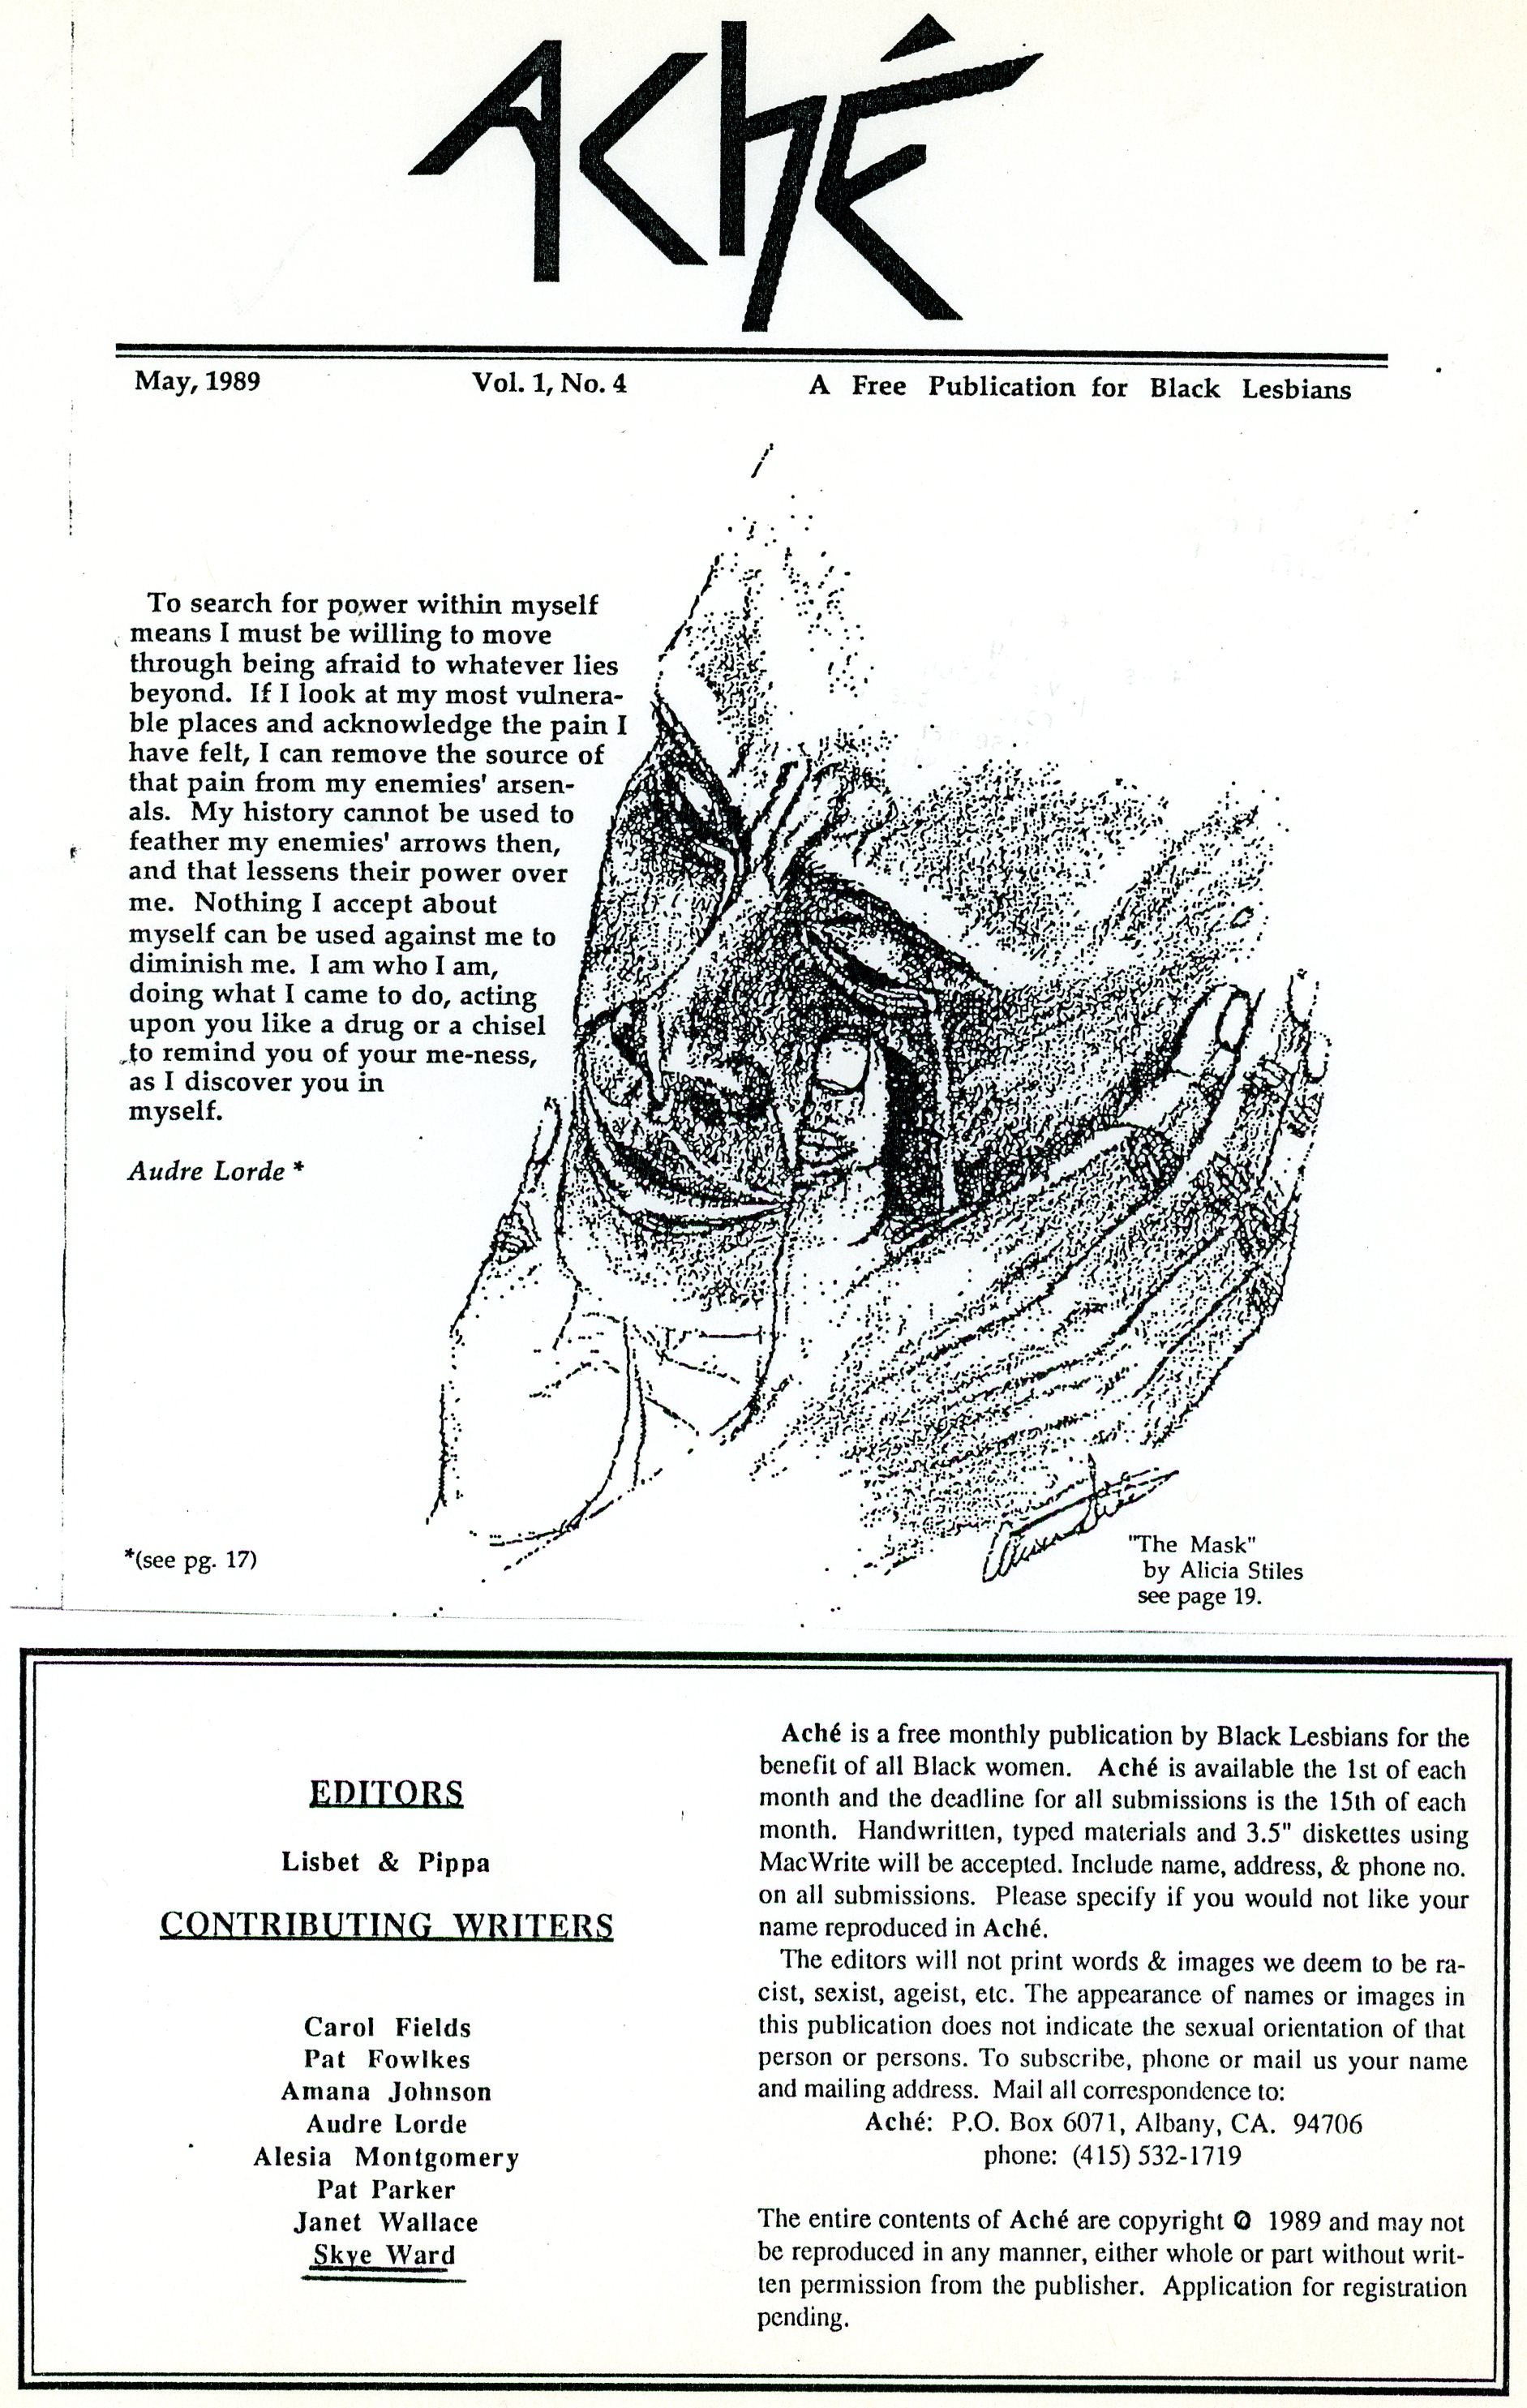 Aché
May, 1989 Vol. 1, No. 4 A Free Publication for Black Lesbians
To search for power within myself
means I must be willing to move
through being afraid to whatever lies
beyond. If I look at my most vulnera-
ble places and acknowledge the pain I
have felt, I can remove the source of
that pain from my enemies' arsen-
als. My history cannot be used to
feather my enemies' arrows then,
and that lessens their power over
me. Nothing I accept about
myself can be used against me to
diminish me. I am who I am,
doing what I came to do, acting
upon you like a drug or a chisel
to remind you of your me-ness,
as I discover you in
myself.
Audre Lorde *
*(see pg. 17)
"The Mask"
by Alicia Stiles
see page 19.
EDITORS
Lisbet & Pippa
CONTRIBUTING WRITERS
Carol Fields
Pat Fowlkes
Amana Johnson
Audre Lorde
Alesia Montgomery
Pat Parker
Janet Wallace
Skye Ward
Aché is a free monthly publication by Black Lesbians for the
benefit of all Black women. Aché is available the 1st of each
month and the deadline for all submissions is the 15th of each
month. Handwritten, typed materials and 3.5" diskettes using
MacWrite will be accepted. Include name, address, & phone no.
on all submissions. Please specify if you would not like your
name reproduced in Aché.
The editors will not print words & images we deem to be ra-
cist, sexist, ageist, etc. The appearance of names or images in
this publication does not indicate the sexual orientation of that
person or persons. To subscribe, phone or mail us your name
and mailing address. Mail all correspondence to:
Aché: P.O. Box 6071, Albany, CA. 94706
phone: (415) 532-1719
The entire contents of Aché are copyright © 1989 and may not
be reproduced in any manner, either whole or part without writ-
ten permission from the publisher. Application for registration
pending.